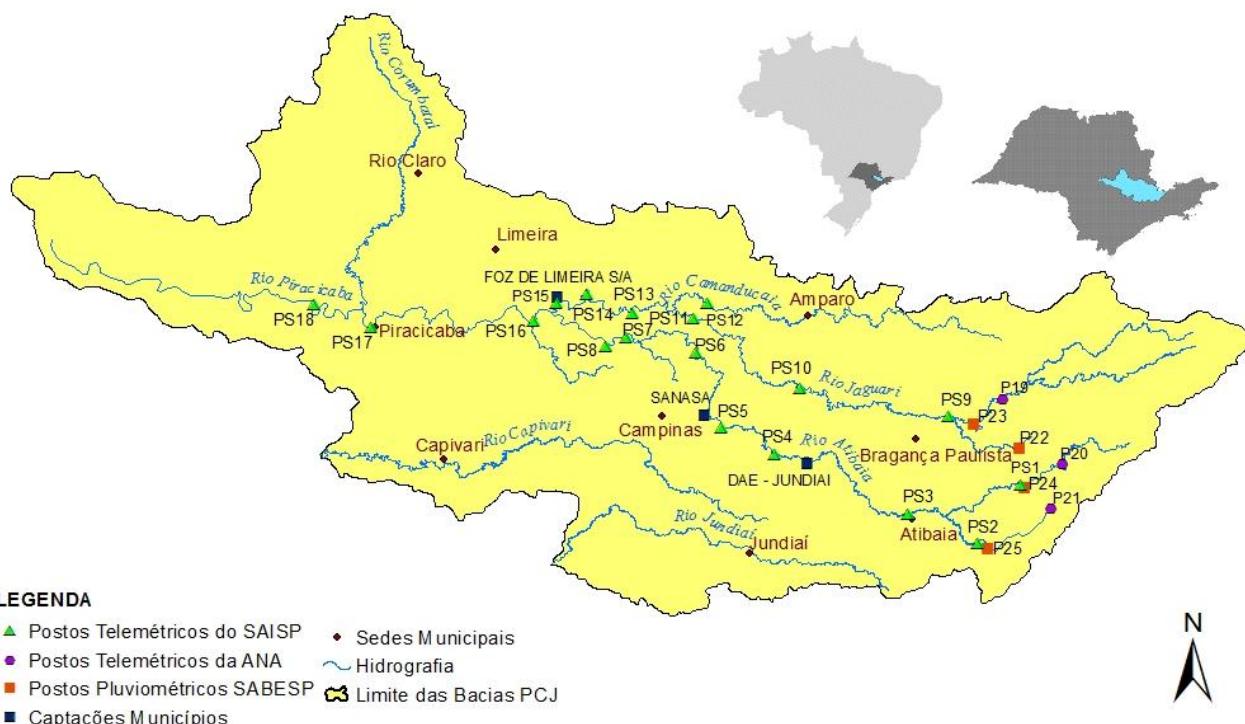 Rio Corumbataí
Rio Claro
Limeira
FOZ DE LIMEIRA S/A
Rio Piracicaba
Rio Camanducaia
Amparo
PS18
PS17
Piracicaba
PS16
PS15
PS14
PS13
PS11
PS12
PS8
PS7
PS6
PS10
Rio Jaguari
PS9
P19
P23
SANASA
PS5
Campinas
Capivari
Rio Capivari
PS4
DAE - JUNDIAI
Rio Atibaia
Bragança Paulista
P22
P20
PS1
P24
P21
PS3
Atibaia
PS2
P25
Rio Jundiaí
Jundiaí
LEGENDA
Postos Telemétricos do SAISP
Postos Telemétricos da ANA
Postos Pluviométricos SABESP
Captações Municípios
Sedes Municipais
Hidrografia
Limite das Bacias PCJ
N